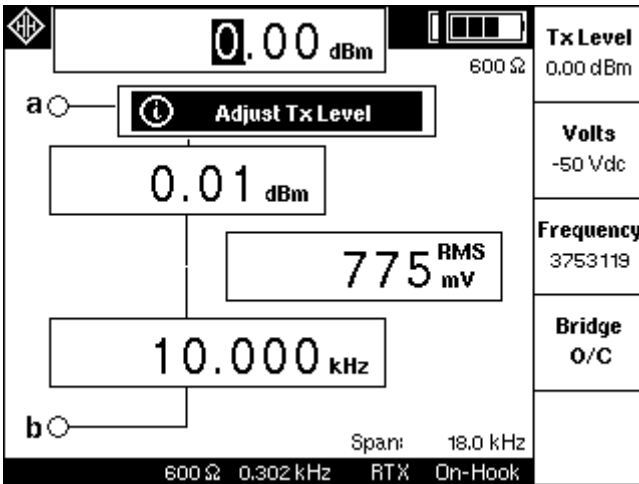 HH
0.00 dBm
600 Ω
a
Adjust Tx Level
0.01 dBm
775 RMS mV
10.000 kHz
b
Span: 18.0 kHz
600 Ω 0.302 kHz RTX On-Hook
Tx Level
0.00 dBm
Volts
-50 Vdc
Frequency
3753119
Bridge
O/C